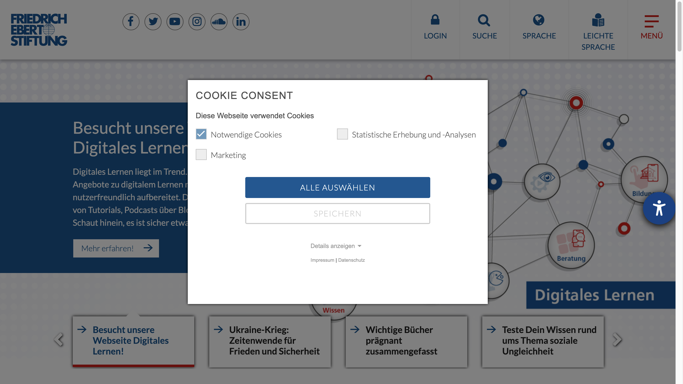 FRIEDRICH
EBERT
STIFTUNG
LOGIN
SUCHE
SPRACHE
LEICHTE
SPRACHE
MENÜ
Besucht unsere
Digitales Lernen
Digitales Lernen liegt im Trend.
Angebote zu digitalem Lernen
nutzerfreundlich aufbereitet.
von Tutorials, Podcasts über
Schaut hinein, es ist sicher
Mehr erfahren!
COOKIE CONSENT
Diese Webseite verwendet Cookies
Notwendige Cookies
Statistische Erhebung und -Analysen
Marketing
ALLE AUSWÄHLEN
SPEICHERN
Details anzeigen
Impressum | Datenschutz
Bildung
Beratung
Wissen
Digitales Lernen
Besucht unsere
Webseite Digitales
Lernen!
Ukraine-Krieg:
Zeitenwende für
Frieden und Sicherheit
Wichtige Bücher
prägnant
zusammengefasst
Teste Dein Wissen rund
ums Thema soziale
Ungleichheit